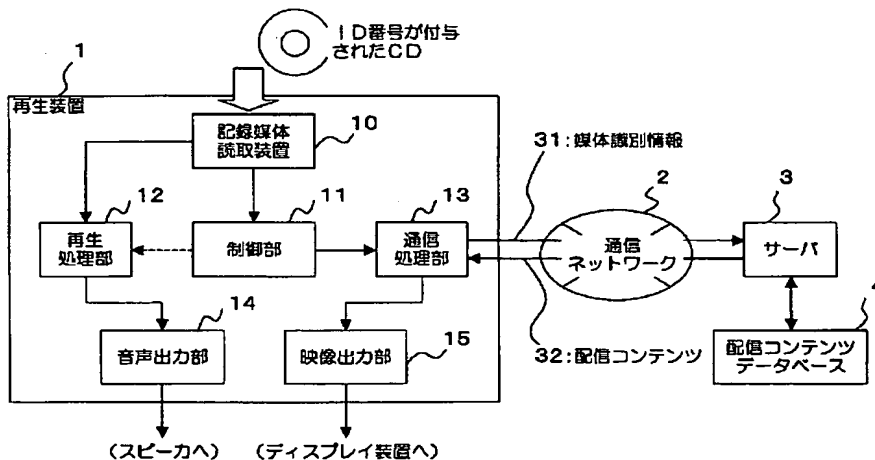 ID番号が付与
されたCD
1
再生装置
記録媒体
読取装置
10
31:媒体識別情報
12
11
13
2
3
再生
処理部
制御部
通信
処理部
通信
ネットワーク
サーバ
14
15
4
音声出力部
映像出力部
32:配信コンテンツ
配信コンテンツ
データベース
(スピーカへ)
(ディスプレイ装置へ)